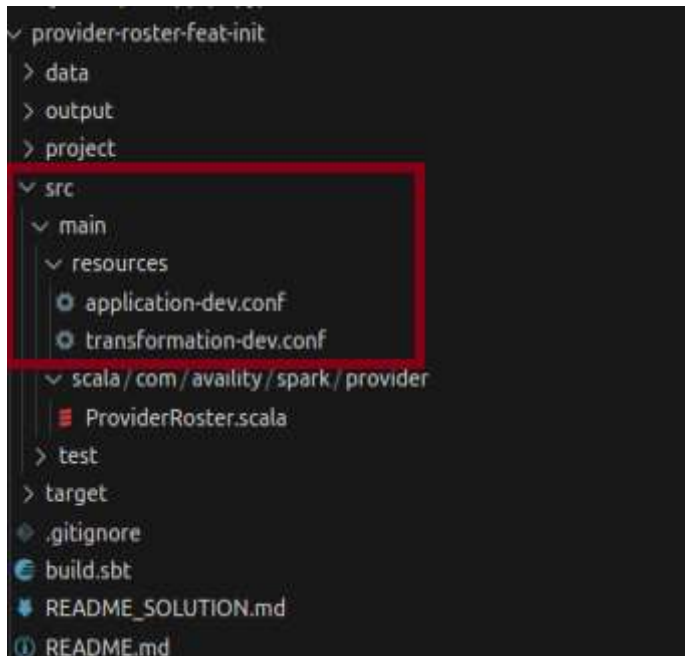 provider-roster-feat-init
data
output
project
src
main
resources
application-dev.conf
transformation-dev.conf
scala/com/availity/spark/provider
ProviderRoster.scala
test
target
.gitignore
build.sbt
README_SOLUTION.md
README.md